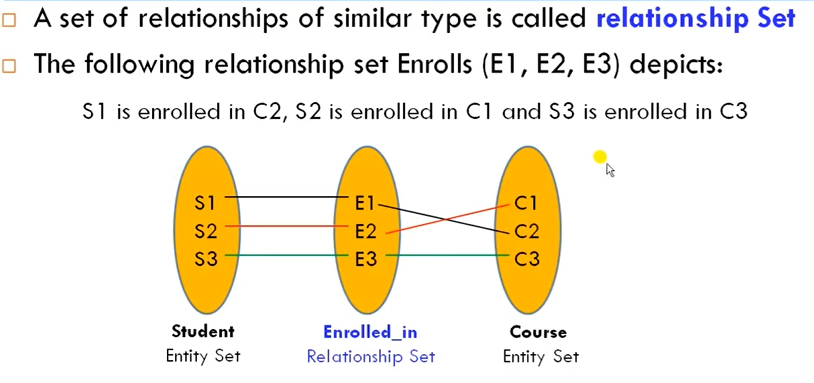 A set of relationships of similar type is called relationship Set
The following relationship set Enrolls (E1, E2, E3) depicts:
S1 is enrolled in C2, S2 is enrolled in C1 and S3 is enrolled in C3
S1 E1 C1
S2 E2 C2
S3 E3 C3
Student Enrolled_in Course
Entity Set Relationship Set Entity Set